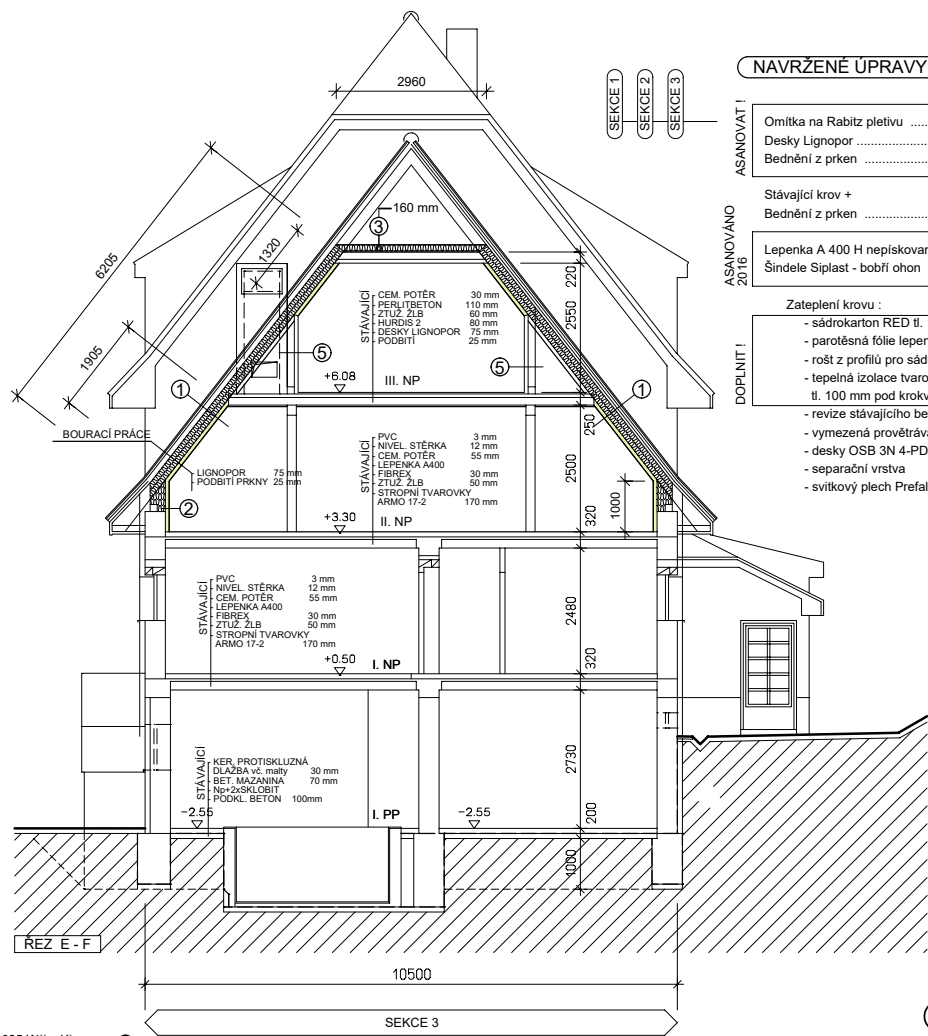 2960
SEKCE 1
SEKCE 2
SEKCE 3
NAVRŽENÉ ÚPRAVY
ASANOVAT !
Omítka na Rabitz pletivu .....
Desky Lignopor ......................
Bednění z prken ....................
Stávající krov +
Bednění z prken ....................
ASANOVÁNO
2016
Lepenka A 400 H nepískovan
Šindele Siplast - bobří ohon
Zateplení krovu :
DOPLNIT !
- sádrokarton RED tl.
- parotěsná fólie lepen
- rošt z profilů pro sád
- tepelná izolace tvaro
tl. 100 mm pod krokv
- revize stávajícího be
- vymezená provětráva
- desky OSB 3N 4-PD
- separační vrstva
- svitkový plech Prefal
160 mm
3
6205
1320
1905
220
2550
STÁVAJÍCÍ
CEM. POTĚR 30 mm
PERLITBETON 110 mm
ZTUŽ. ŽLB 60 mm
HURDIS 2 80 mm
DESKY LIGNOPOR 75 mm
PODBITÍ 25 mm
5
5
+6.08
III. NP
1
1
250
BOURACÍ PRÁCE
LIGNOPOR 75 mm
PODBITÍ PRKNY 25 mm
STÁVAJÍCÍ
PVC 3 mm
NIVEL. STĚRKA 12 mm
CEM. POTĚR 55 mm
LEPENKA A400
FIBREX 30 mm
ZTUŽ. ŽLB 50 mm
STROPNÍ TVAROVKY
ARMO 17-2 170 mm
2500
1000
2
+3.30
II. NP
320
STÁVAJÍCÍ
PVC 3 mm
NIVEL. STĚRKA 12 mm
CEM. POTĚR 55 mm
LEPENKA A400
FIBREX 30 mm
ZTUŽ. ŽLB 50 mm
STROPNÍ TVAROVKY
ARMO 17-2 170 mm
2480
+0.50
I. NP
320
2730
STÁVAJÍCÍ
KER. PROTISKLUZNÁ
DLAŽBA vč. malty 30 mm
BET. MAZANINA 70 mm
Np+2xSKLOBIT
PODKL. BETON 100mm
-2.55
I. PP
-2.55
200
1000
ŘEZ E - F
10500
SEKCE 3